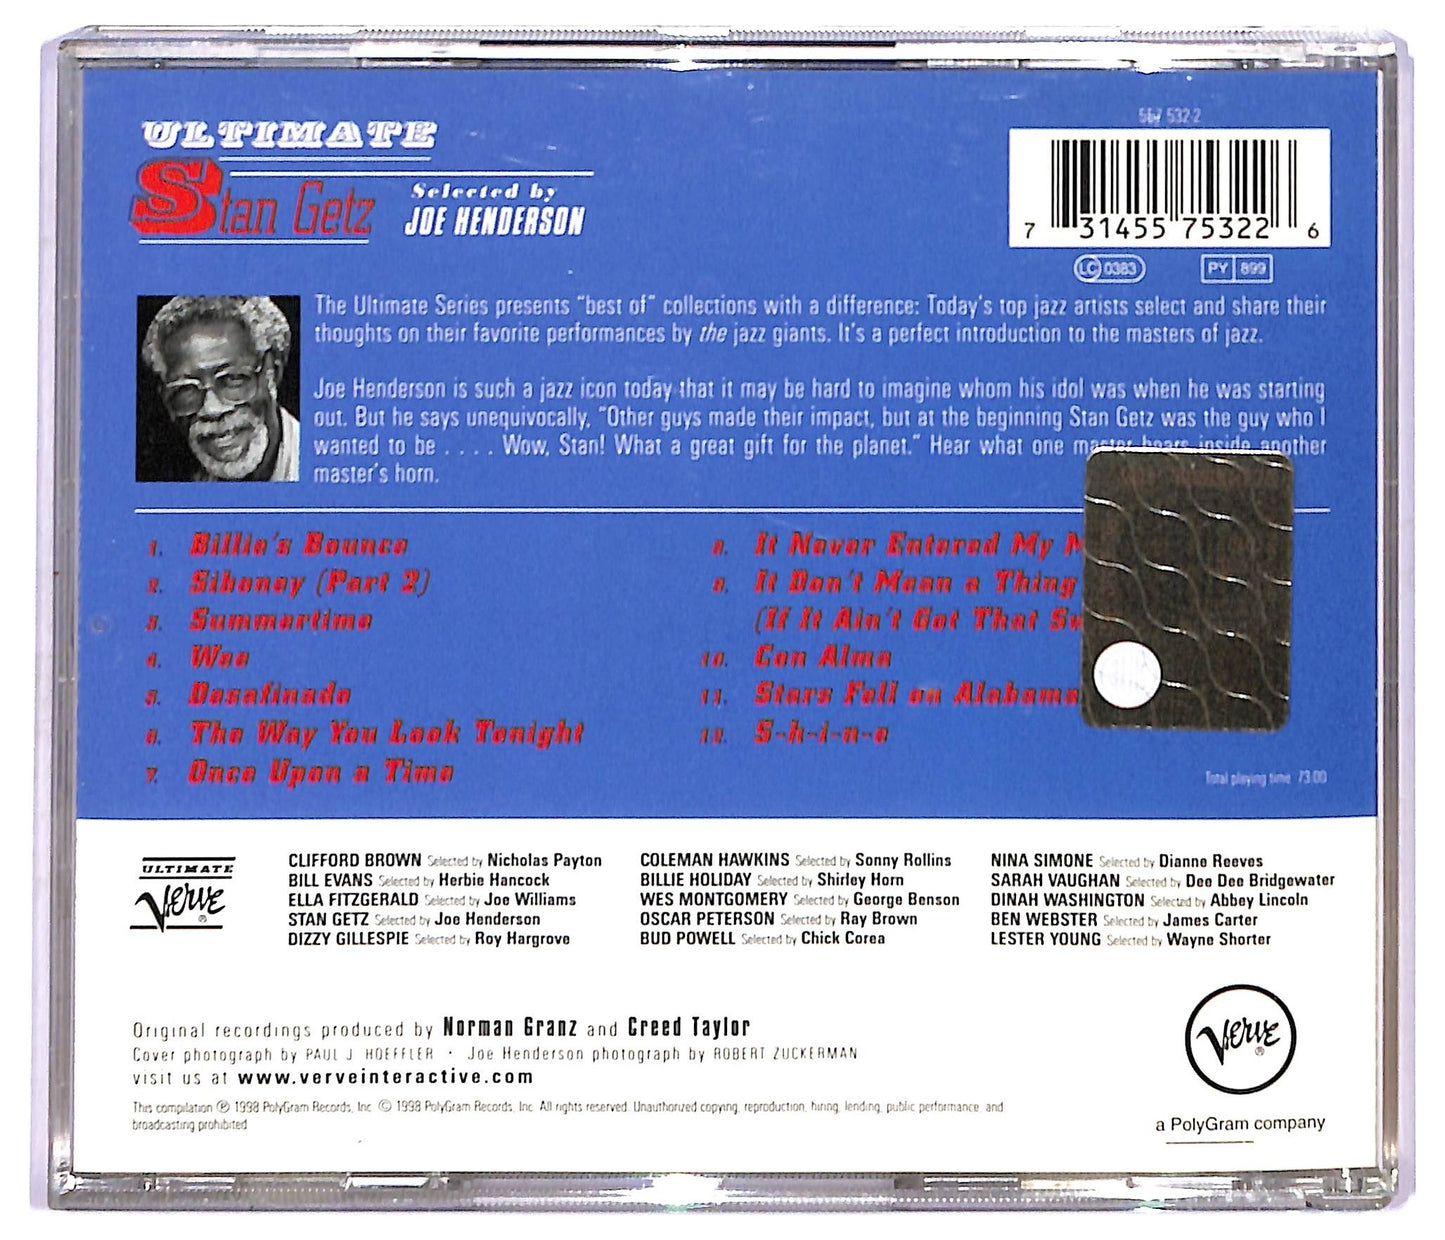 ULTIMATE
Stan Getz
Selected by
JOE HENDERSON
557 532-2
7 31455 75322 6
LC 0383
PY 899
The Ultimate Series presents "best of" collections with a difference: Today's top jazz artists select and share their
thoughts on their favorite performances by the jazz giants. It's a perfect introduction to the masters of jazz.
Joe Henderson is such a jazz icon today that it may be hard to imagine whom his idol was when he was starting
out. But he says unequivocally, "Other guys made their impact, but at the beginning Stan Getz was the guy who I
wanted to be . . . . Wow, Stan! What a great gift for the planet." Hear what one master hears inside another
master's horn.
1. Billie's Bounce
2. Siboney (Part 2)
3. Summertime
4. Wee
5. Desafinado
6. The Way You Look Tonight
7. Once Upon a Time
8. It Never Entered My M
9. It Don't Mean a Thing
(If It Ain't Got That Sw
10. Con Alma
11. Stars Fell on Alabama
12. S-h-i-n-e
Total playing time 73:00
ULTIMATE
Verve®
CLIFFORD BROWN Selected by Nicholas Payton
BILL EVANS Selected by Herbie Hancock
ELLA FITZGERALD Selected by Joe Williams
STAN GETZ Selected by Joe Henderson
DIZZY GILLESPIE Selected by Roy Hargrove
COLEMAN HAWKINS Selected by Sonny Rollins
BILLIE HOLIDAY Selected by Shirley Horn
WES MONTGOMERY Selected by George Benson
OSCAR PETERSON Selected by Ray Brown
BUD POWELL Selected by Chick Corea
NINA SIMONE Selected by Dianne Reeves
SARAH VAUGHAN Selected by Dee Dee Bridgewater
DINAH WASHINGTON Selected by Abbey Lincoln
BEN WEBSTER Selected by James Carter
LESTER YOUNG Selected by Wayne Shorter
Original recordings produced by Norman Granz and Creed Taylor
Cover photograph by PAUL J. HOEFFLER · Joe Henderson photograph by ROBERT ZUCKERMAN
visit us at www.verveinteractive.com
This compilation ℗ 1998 PolyGram Records, Inc. © 1998 PolyGram Records, Inc. All rights reserved. Unauthorized copying, reproduction, hiring, lending, public performance, and
broadcasting prohibited
Verve®
a PolyGram company